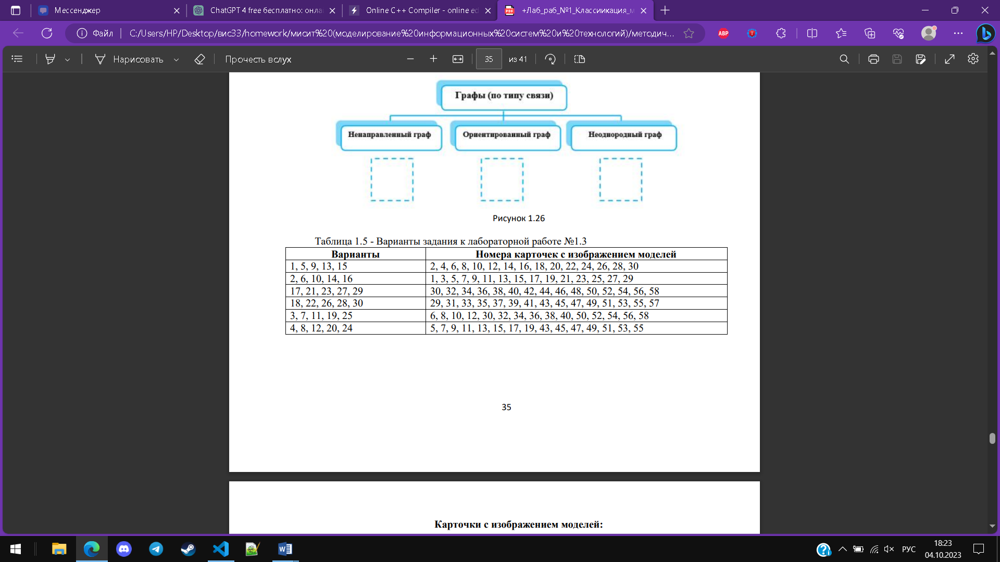 Мессенджер
ChatGPT 4 free бесплатно: онла
Online C++ Compiler - online ed
+Лаб_раб_№1_Классиикация_м
Файл
C:/Users/HP/Desktop/вис33/homework/мисит%20(моделирование%20информационных%20систем%20и%20технологий)/методич...
ABP
Нарисовать
Прочесть вслух
35
из 41
Графы (по типу связи)
Ненаправленный граф
Ориентированный граф
Неоднородный граф
Рисунок 1.26
Таблица 1.5 - Варианты задания к лабораторной работе №1.3
Варианты Номера карточек с изображением моделей
1, 5, 9, 13, 15 2, 4, 6, 8, 10, 12, 14, 16, 18, 20, 22, 24, 26, 28, 30
2, 6, 10, 14, 16 1, 3, 5, 7, 9, 11, 13, 15, 17, 19, 21, 23, 25, 27, 29
17, 21, 23, 27, 29 30, 32, 34, 36, 38, 40, 42, 44, 46, 48, 50, 52, 54, 56, 58
18, 22, 26, 28, 30 29, 31, 33, 35, 37, 39, 41, 43, 45, 47, 49, 51, 53, 55, 57
3, 7, 11, 19, 25 6, 8, 10, 12, 30, 32, 34, 36, 38, 40, 50, 52, 54, 56, 58
4, 8, 12, 20, 24 5, 7, 9, 11, 13, 15, 17, 19, 43, 45, 47, 49, 51, 53, 55
35
Карточки с изображением моделей:
РУС
18:23
04.10.2023